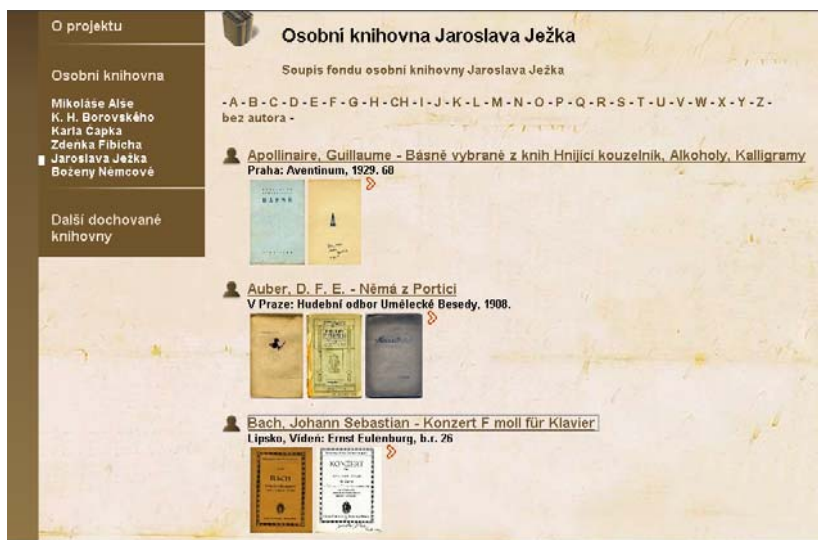 O projektu
Osobní knihovna
Mikoláše Alše
K. H. Borovského
Karla Čapka
Zdeňka Fibicha
Jaroslava Ježka
Boženy Němcové
Další dochované
knihovny
Osobní knihovna Jaroslava Ježka
Soupis fondu osobní knihovny Jaroslava Ježka
- A - B - C - D - E - F - G - H - CH - I - J - K - L - M - N - O - P - Q - R - S - T - U - V - W - X - Y - Z -
bez autora -
Apollinaire, Guillaume - Básně vybrané z knih Hnijící kouzelník, Alkoholy, Kalligramy
Praha: Aventinum, 1929. 60
BÁSNĚ
Auber, D. F. E. - Němá z Portici
V Praze: Hudební odbor Umělecké Besedy, 1908.
Bach, Johann Sebastian - Konzert F moll für Klavier
Lipsko, Vídeň: Ernst Eulenburg, b.r. 26
BACH
KONZERT